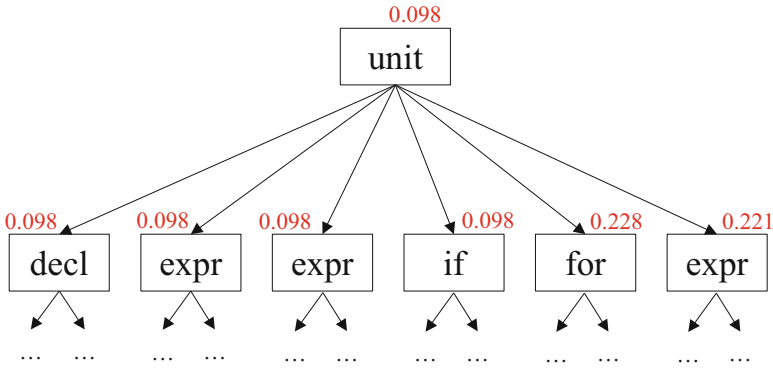 0.098
unit
0.098 0.098 0.098 0.098 0.228 0.221
decl expr expr if for expr
... ... ... ... ... ... ... ... ... ... ... ...